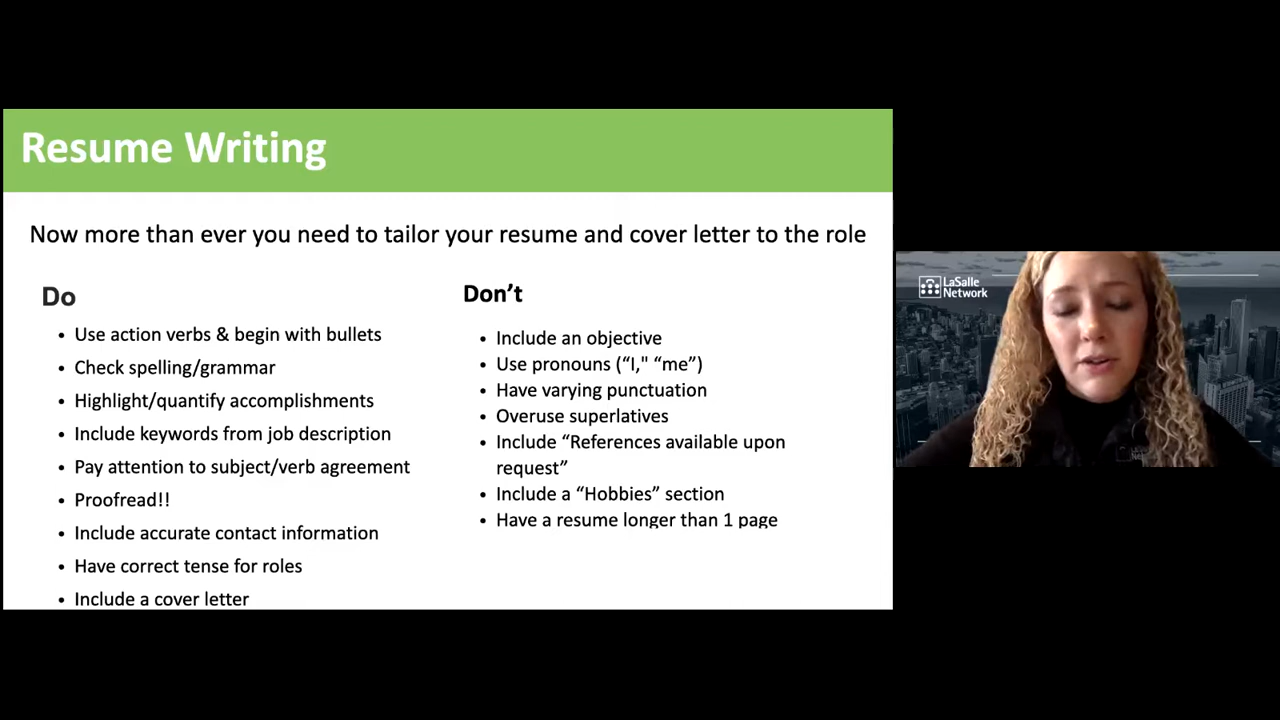 Resume Writing
Now more than ever you need to tailor your resume and cover letter to the role
Do
• Use action verbs & begin with bullets
• Check spelling/grammar
• Highlight/quantify accomplishments
• Include keywords from job description
• Pay attention to subject/verb agreement
• Proofread!!
• Include accurate contact information
• Have correct tense for roles
• Include a cover letter
Don’t
• Include an objective
• Use pronouns (“I," “me”)
• Have varying punctuation
• Overuse superlatives
• Include “References available upon
request”
• Include a “Hobbies” section
• Have a resume longer than 1 page
LaSalle
Network